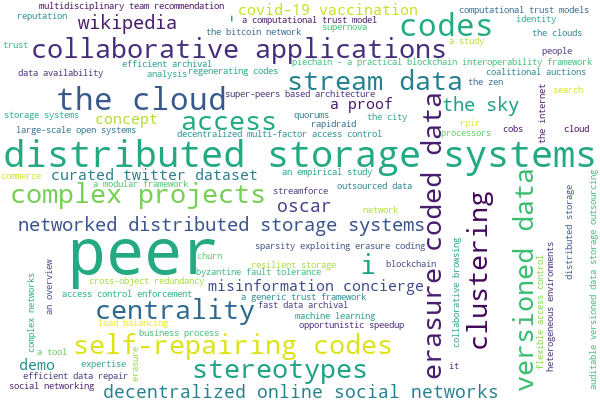 multidisciplinary team recommendation
reputation
covid-19 vaccination
computational trust models
wikipedia
a computational trust model
codes
identity
supernova
the bitcoin network
the clouds
trust
collaborative applications
a study
people
efficient archival
piechain - a practical blockchain interoperability framework
data availability
analysis
regenerating codes
stream data
coalitional auctions
the zen
the cloud
super-peers based architecture
search
a proof
the sky
storage systems
concept
access
quorums
the city
rpir
the internet
large-scale open systems
rapidraid
processors
cobs
cloud
decentralized multi-factor access control
distributed storage systems
commerce
curated twitter dataset
an empirical study
a modular framework
outsourced data
complex projects
streamforce
oscar
network
networked distributed storage systems
erasure coded data
clustering
versioned data
distributed storage
auditable versioned data storage outsourcing
peer
churn
sparsity exploiting erasure coding
i
blockchain
resilient storage
byzantine fault tolerance
cross-object redundancy
misinformation concierge
collaborative browsing
flexible access control
heterogeneous environments
complex networks
an overview
access control enforcement
a generic trust framework
centrality
fast data archival
machine learning
load balancing
opportunistic speedup
business process
self-repairing codes
a tool
demo
expertise
erasure
stereotypes
it
efficient data repair
social networking
decentralized online social networks